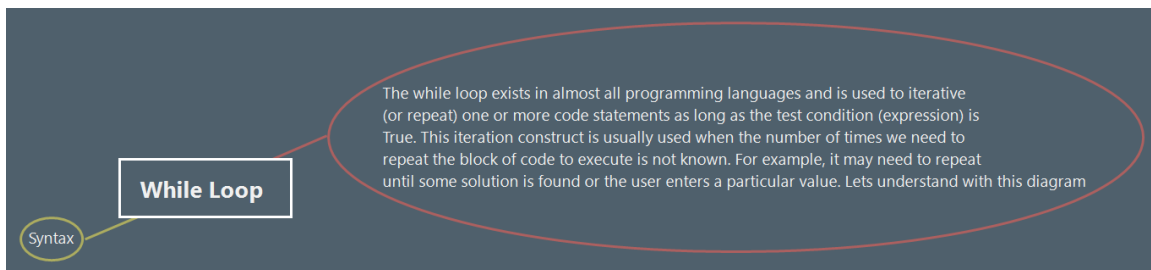 The while loop exists in almost all programming languages and is used to iterative
(or repeat) one or more code statements as long as the test condition (expression) is
True. This iteration construct is usually used when the number of times we need to
repeat the block of code to execute is not known. For example, it may need to repeat
until some solution is found or the user enters a particular value. Lets understand with this diagram
While Loop
Syntax